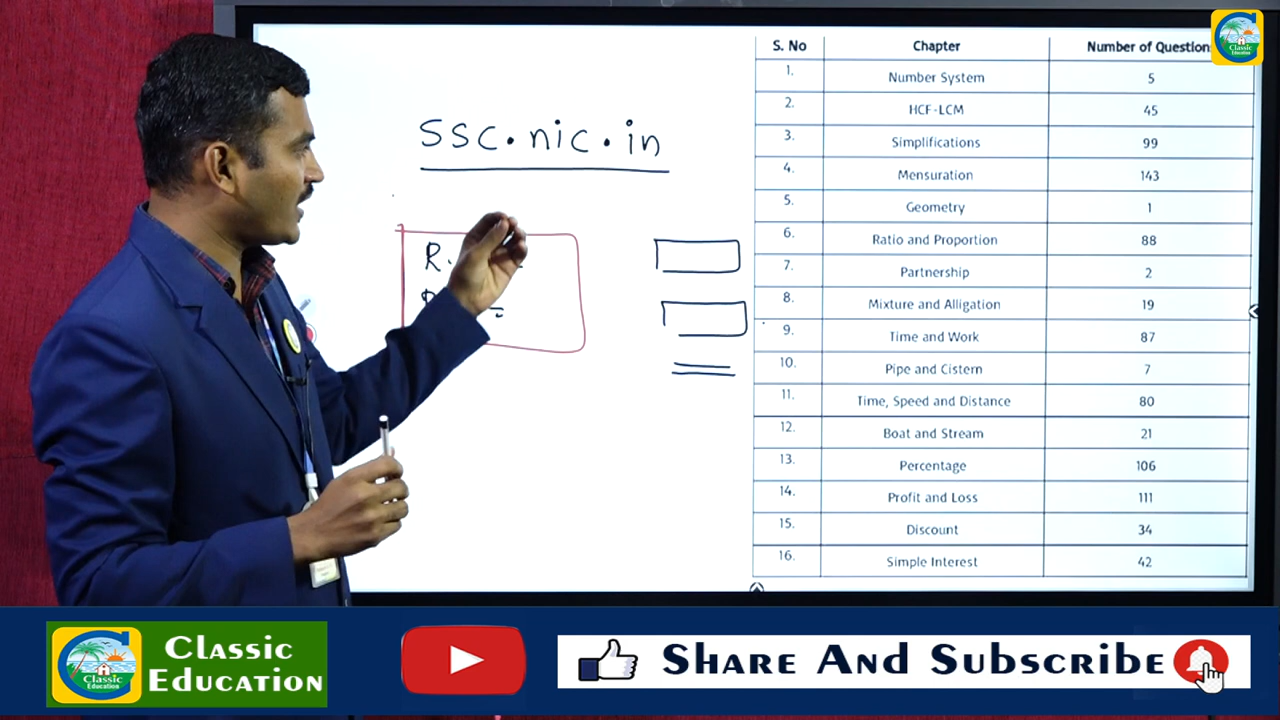 ssc.nic.in
R.
S. No Chapter Number of Question
1. Number System 5
2. HCF-LCM 45
3. Simplifications 99
4. Mensuration 143
5. Geometry 1
6. Ratio and Proportion 88
7. Partnership 2
8. Mixture and Alligation 19
9. Time and Work 87
10. Pipe and Cistern 7
11. Time, Speed and Distance 80
12. Boat and Stream 21
13. Percentage 106
14. Profit and Loss 111
15. Discount 34
16. Simple Interest 42
Classic
Education
Classic
Education
Classic
Education
Share And Subscribe